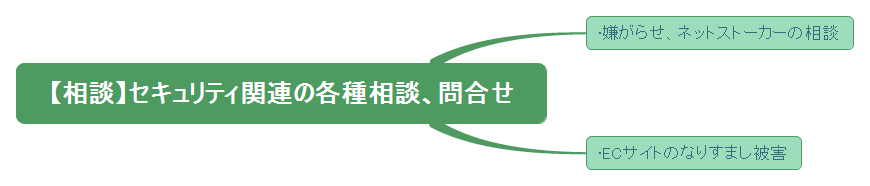 【相談】セキュリティ関連の各種相談、問合せ
･嫌がらせ、ネットストーカーの相談
･ECサイトのなりすまし被害